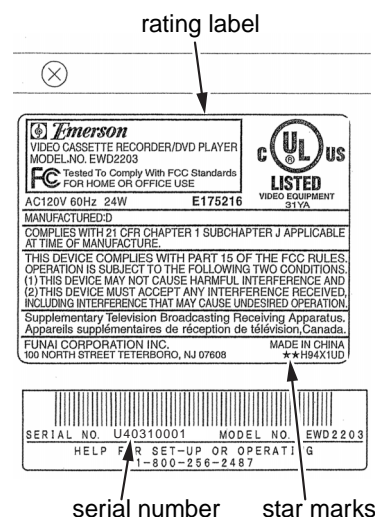 rating label
Emerson
VIDEO CASSETTE RECORDER/DVD PLAYER
MODEL.NO. EWD2203
FC Tested To Comply With FCC Standards
FOR HOME OR OFFICE USE
C UL US
®
LISTED
VIDEO EQUIPMENT
31YA
AC120V 60Hz 24W E175216
MANUFACTURED:D
COMPLIES WITH 21 CFR CHAPTER 1 SUBCHAPTER J APPLICABLE
AT TIME OF MANUFACTURE.
THIS DEVICE COMPLIES WITH PART 15 OF THE FCC RULES.
OPERATION IS SUBJECT TO THE FOLLOWING TWO CONDITIONS.
(1) THIS DEVICE MAY NOT CAUSE HARMFUL INTERFERENCE AND
(2) THIS DEVICE MUST ACCEPT ANY INTERFERENCE RECEIVED,
INCLUDING INTERFERENCE THAT MAY CAUSE UNDESIRED OPERATION.
Supplementary Television Broadcasting Receiving Apparatus.
Appareils supplémentaires de réception de télévision,Canada.
FUNAI CORPORATION INC. MADE IN CHINA
100 NORTH STREET TETERBORO, NJ 07608 ★★H94X1UD
SERIAL NO. U40310001 MODEL NO. EWD2203
HELP FOR SET-UP OR OPERATING
1-800-256-2487
serial number star marks